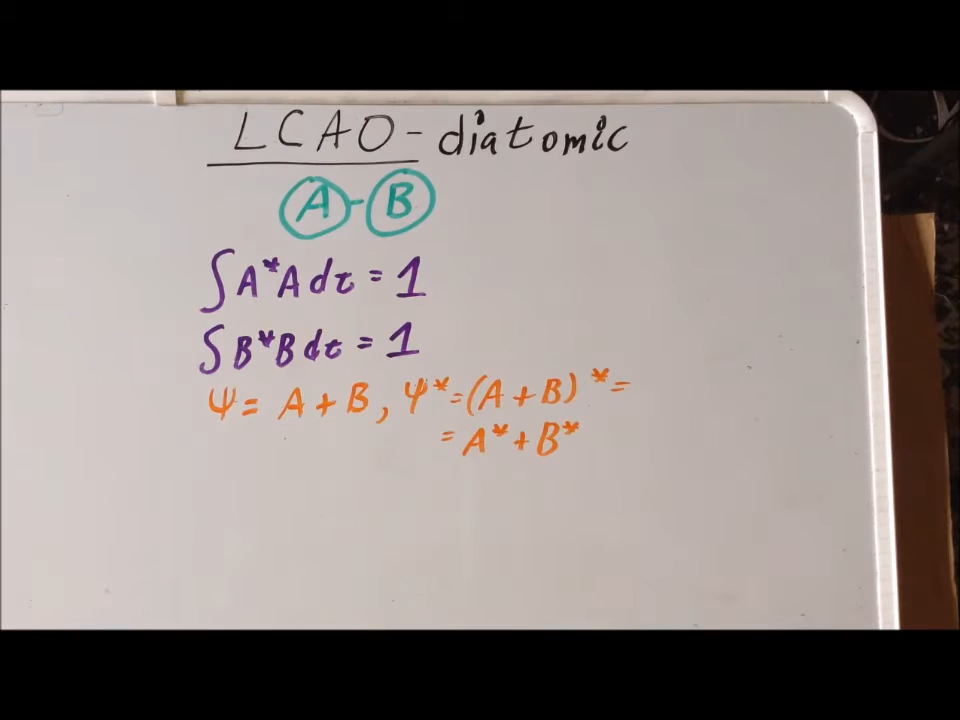 LCAO - diatomic
A - B
∫A*A dτ = 1
∫B*B dτ = 1
Ψ = A + B, Ψ* = (A + B)* =
= A* + B*